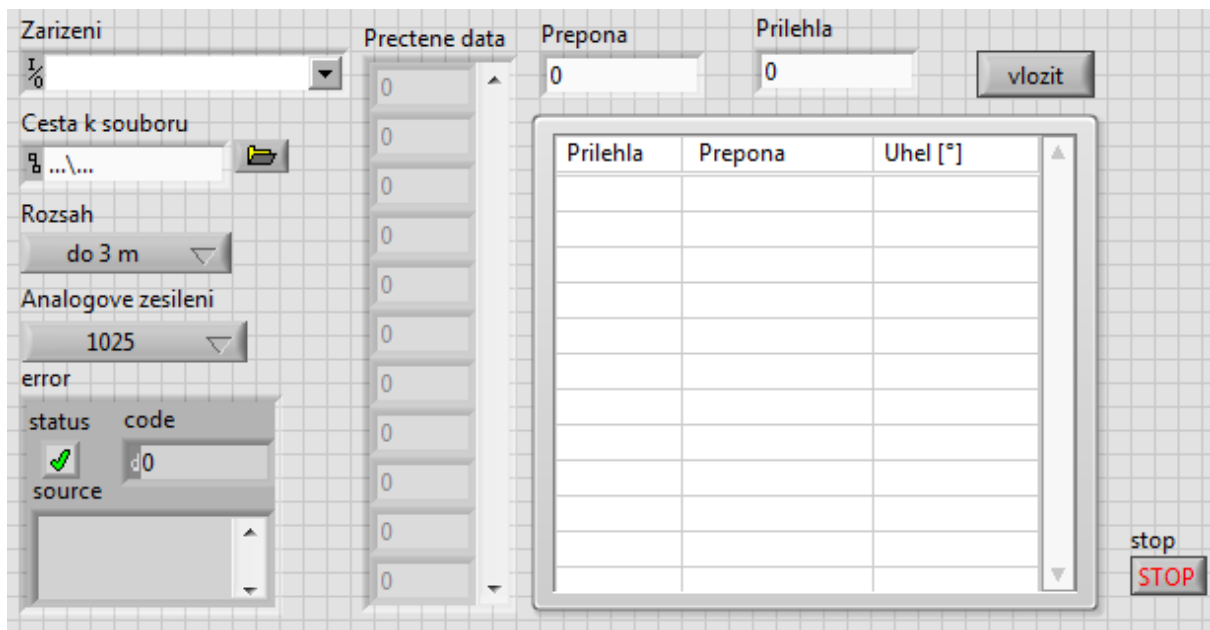 Zarizeni
I/O
Cesta k souboru
...\...
Rozsah
do 3 m
Analogove zesileni
1025
error
status code
d0
source
Prectene data
0
0
0
0
0
0
0
0
0
0
0
Prepona Prilehla
0 0
vlozit
Prilehla Prepona Uhel [°]
stop
STOP